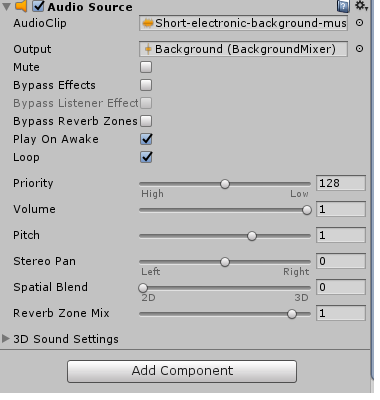 Audio Source
AudioClip Short-electronic-background-mus
Output Background (BackgroundMixer)
Mute
Bypass Effects
Bypass Listener Effect
Bypass Reverb Zones
Play On Awake
Loop
Priority 128
High Low
Volume 1
Pitch 1
Stereo Pan 0
Left Right
Spatial Blend 0
2D 3D
Reverb Zone Mix 1
3D Sound Settings
Add Component